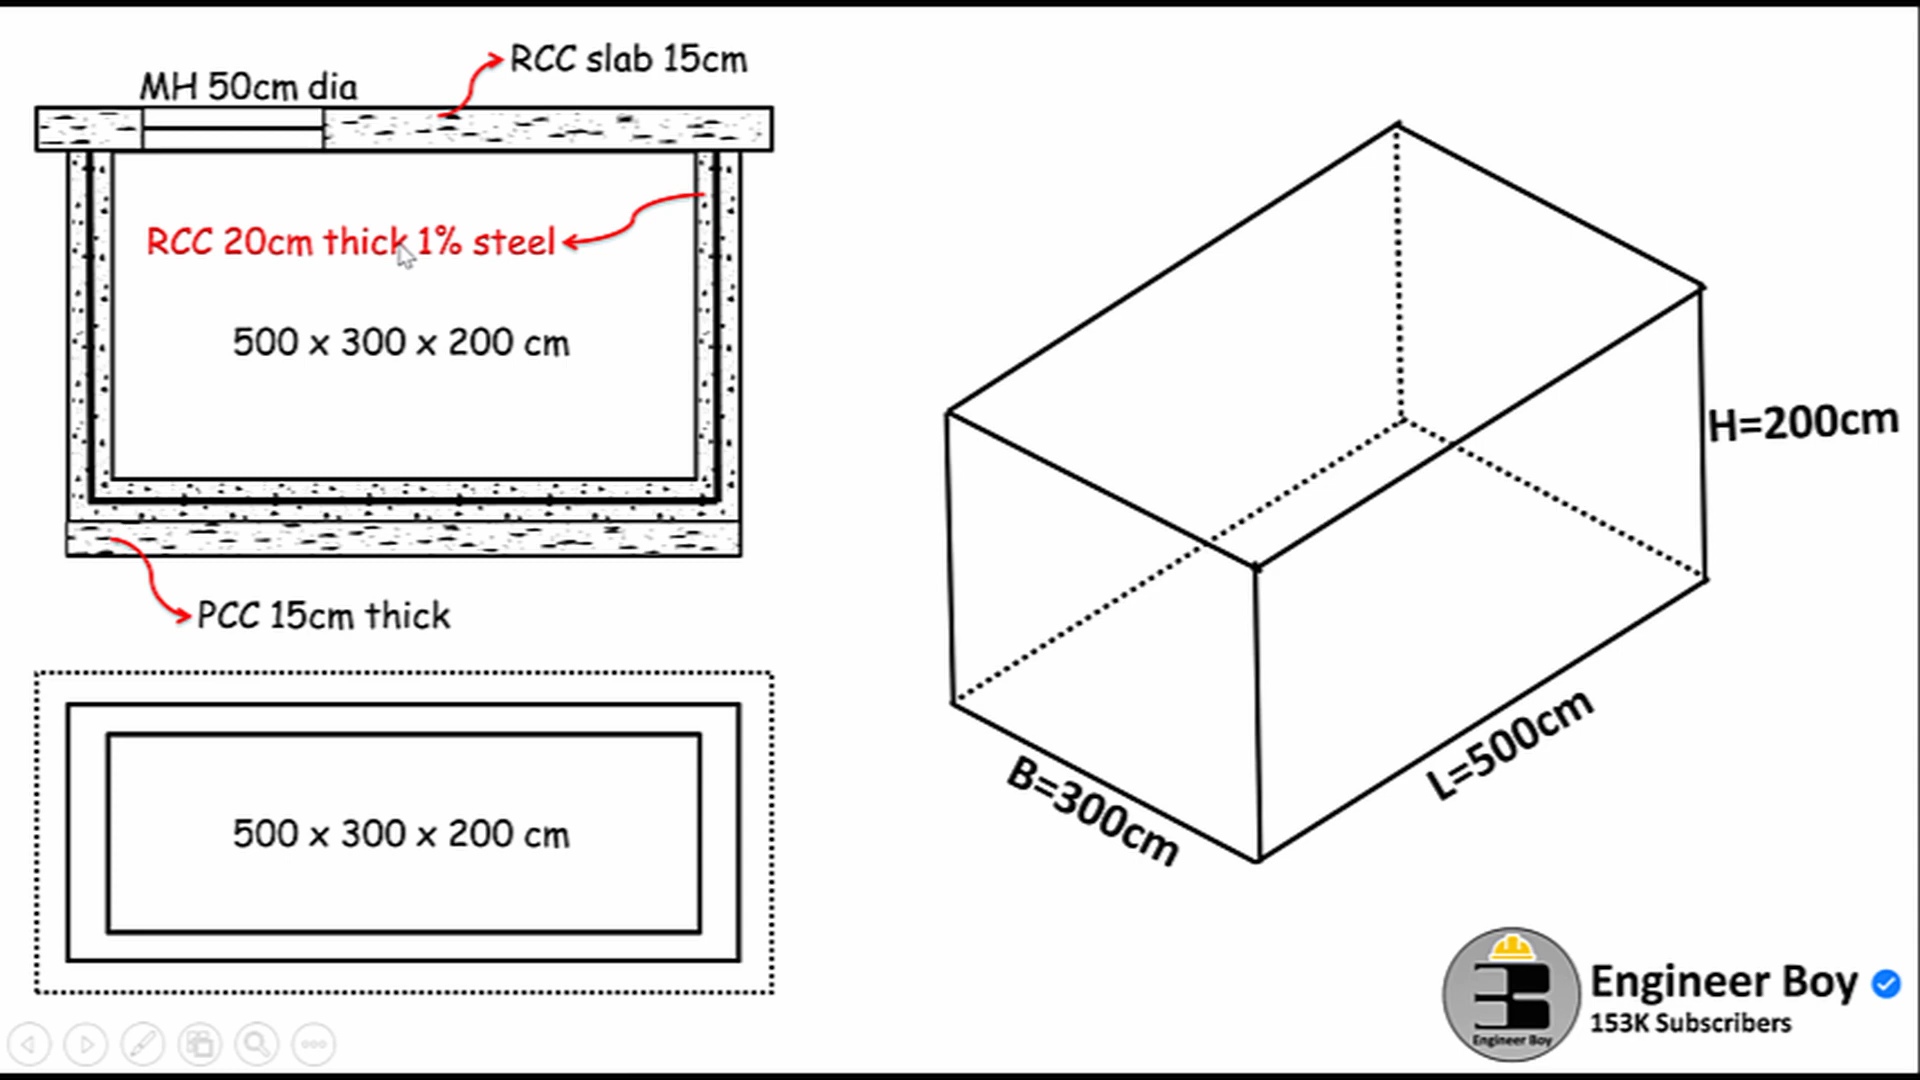 RCC slab 15cm
MH 50cm dia
RCC 20cm thick 1% steel
500 x 300 x 200 cm
PCC 15cm thick
500 x 300 x 200 cm
H=200cm
L=500cm
B=300cm
Engineer Boy
153K Subscribers
Engineer Boy